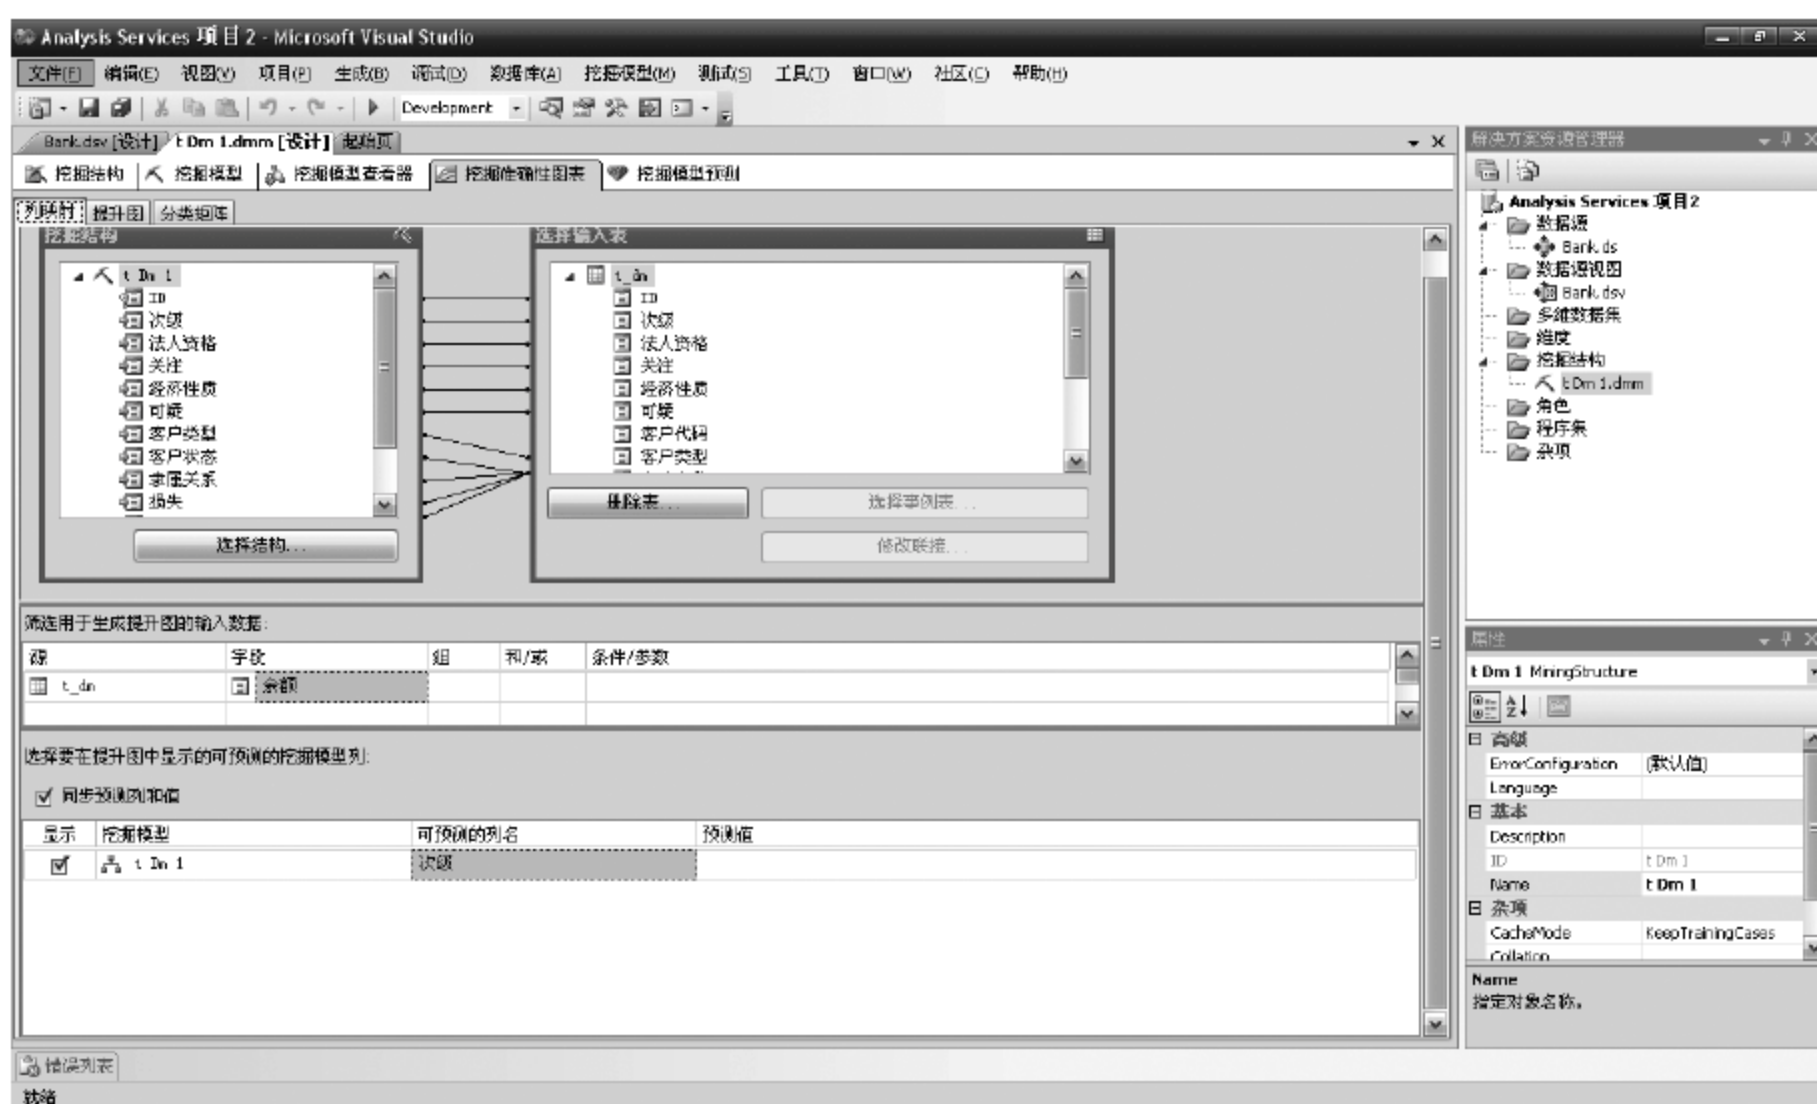 Analysis Services 项目2 - Microsoft Visual Studio
文件(F) 编辑(E) 视图(V) 项目(P) 生成(B) 调试(D) 数据库(A) 挖掘模型(M) 测试(S) 工具(T) 窗口(W) 社区(C) 帮助(H)
Development
Bank.dsv [设计] t Dm 1.dmm [设计] 起始页
挖掘结构 挖掘模型 挖掘模型查看器 挖掘准确性图表 挖掘模型预测
列映射 提升图 分类矩阵
挖掘结构
t Dm 1
ID
次级
法人资格
关注
经济性质
可疑
客户类型
客户状态
隶属关系
损失
选择结构...
选择输入表
t_dm
ID
次级
法人资格
关注
经济性质
可疑
客户代码
客户类型
删除表... 选择事例表...
修改联接...
筛选用于生成提升图的输入数据:
源 字段 组 和/或 条件/参数
t_dm 余额
选择要在提升图中显示的可预测的挖掘模型列:
同步预测列和值
显示 挖掘模型 可预测的列名 预测值
t Dm 1 次级
错误列表
就绪
解决方案资源管理器
Analysis Services 项目2
数据源
Bank.ds
数据源视图
Bank.dsv
多维数据集
维度
挖掘结构
t Dm 1.dmm
角色
程序集
杂项
属性
t Dm 1 MiningStructure
高级
ErrorConfiguration (默认值)
Language
基本
Description
ID t Dm 1
Name t Dm 1
杂项
CacheMode KeepTrainingCases
Collation
Name
指定对象名称。